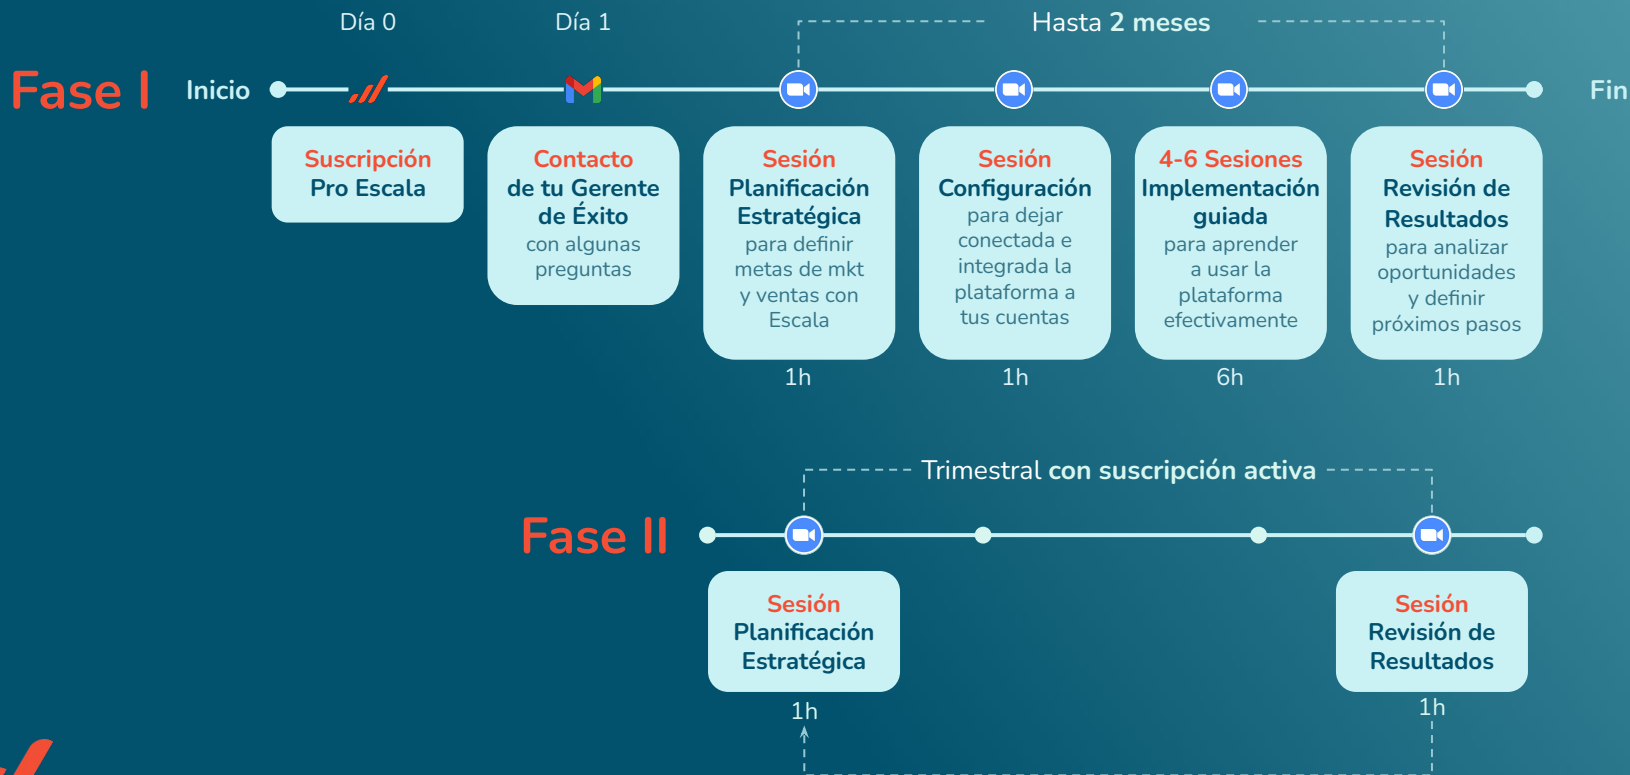 Día 0
Día 1
Hasta 2 meses
Fase I
Inicio
Fin
Suscripción
Pro Escala
Contacto
de tu Gerente
de Éxito
con algunas
preguntas
Sesión
Planificación
Estratégica
para definir
metas de mkt
y ventas con
Escala
1h
Sesión
Configuración
para dejar
conectada e
integrada la
plataforma a
tus cuentas
1h
4-6 Sesiones
Implementación
guiada
para aprender
a usar la
plataforma
efectivamente
6h
Sesión
Revisión de
Resultados
para analizar
oportunidades
y definir
próximos pasos
1h
Trimestral con suscripción activa
Fase II
Sesión
Planificación
Estratégica
1h
Sesión
Revisión de
Resultados
1h